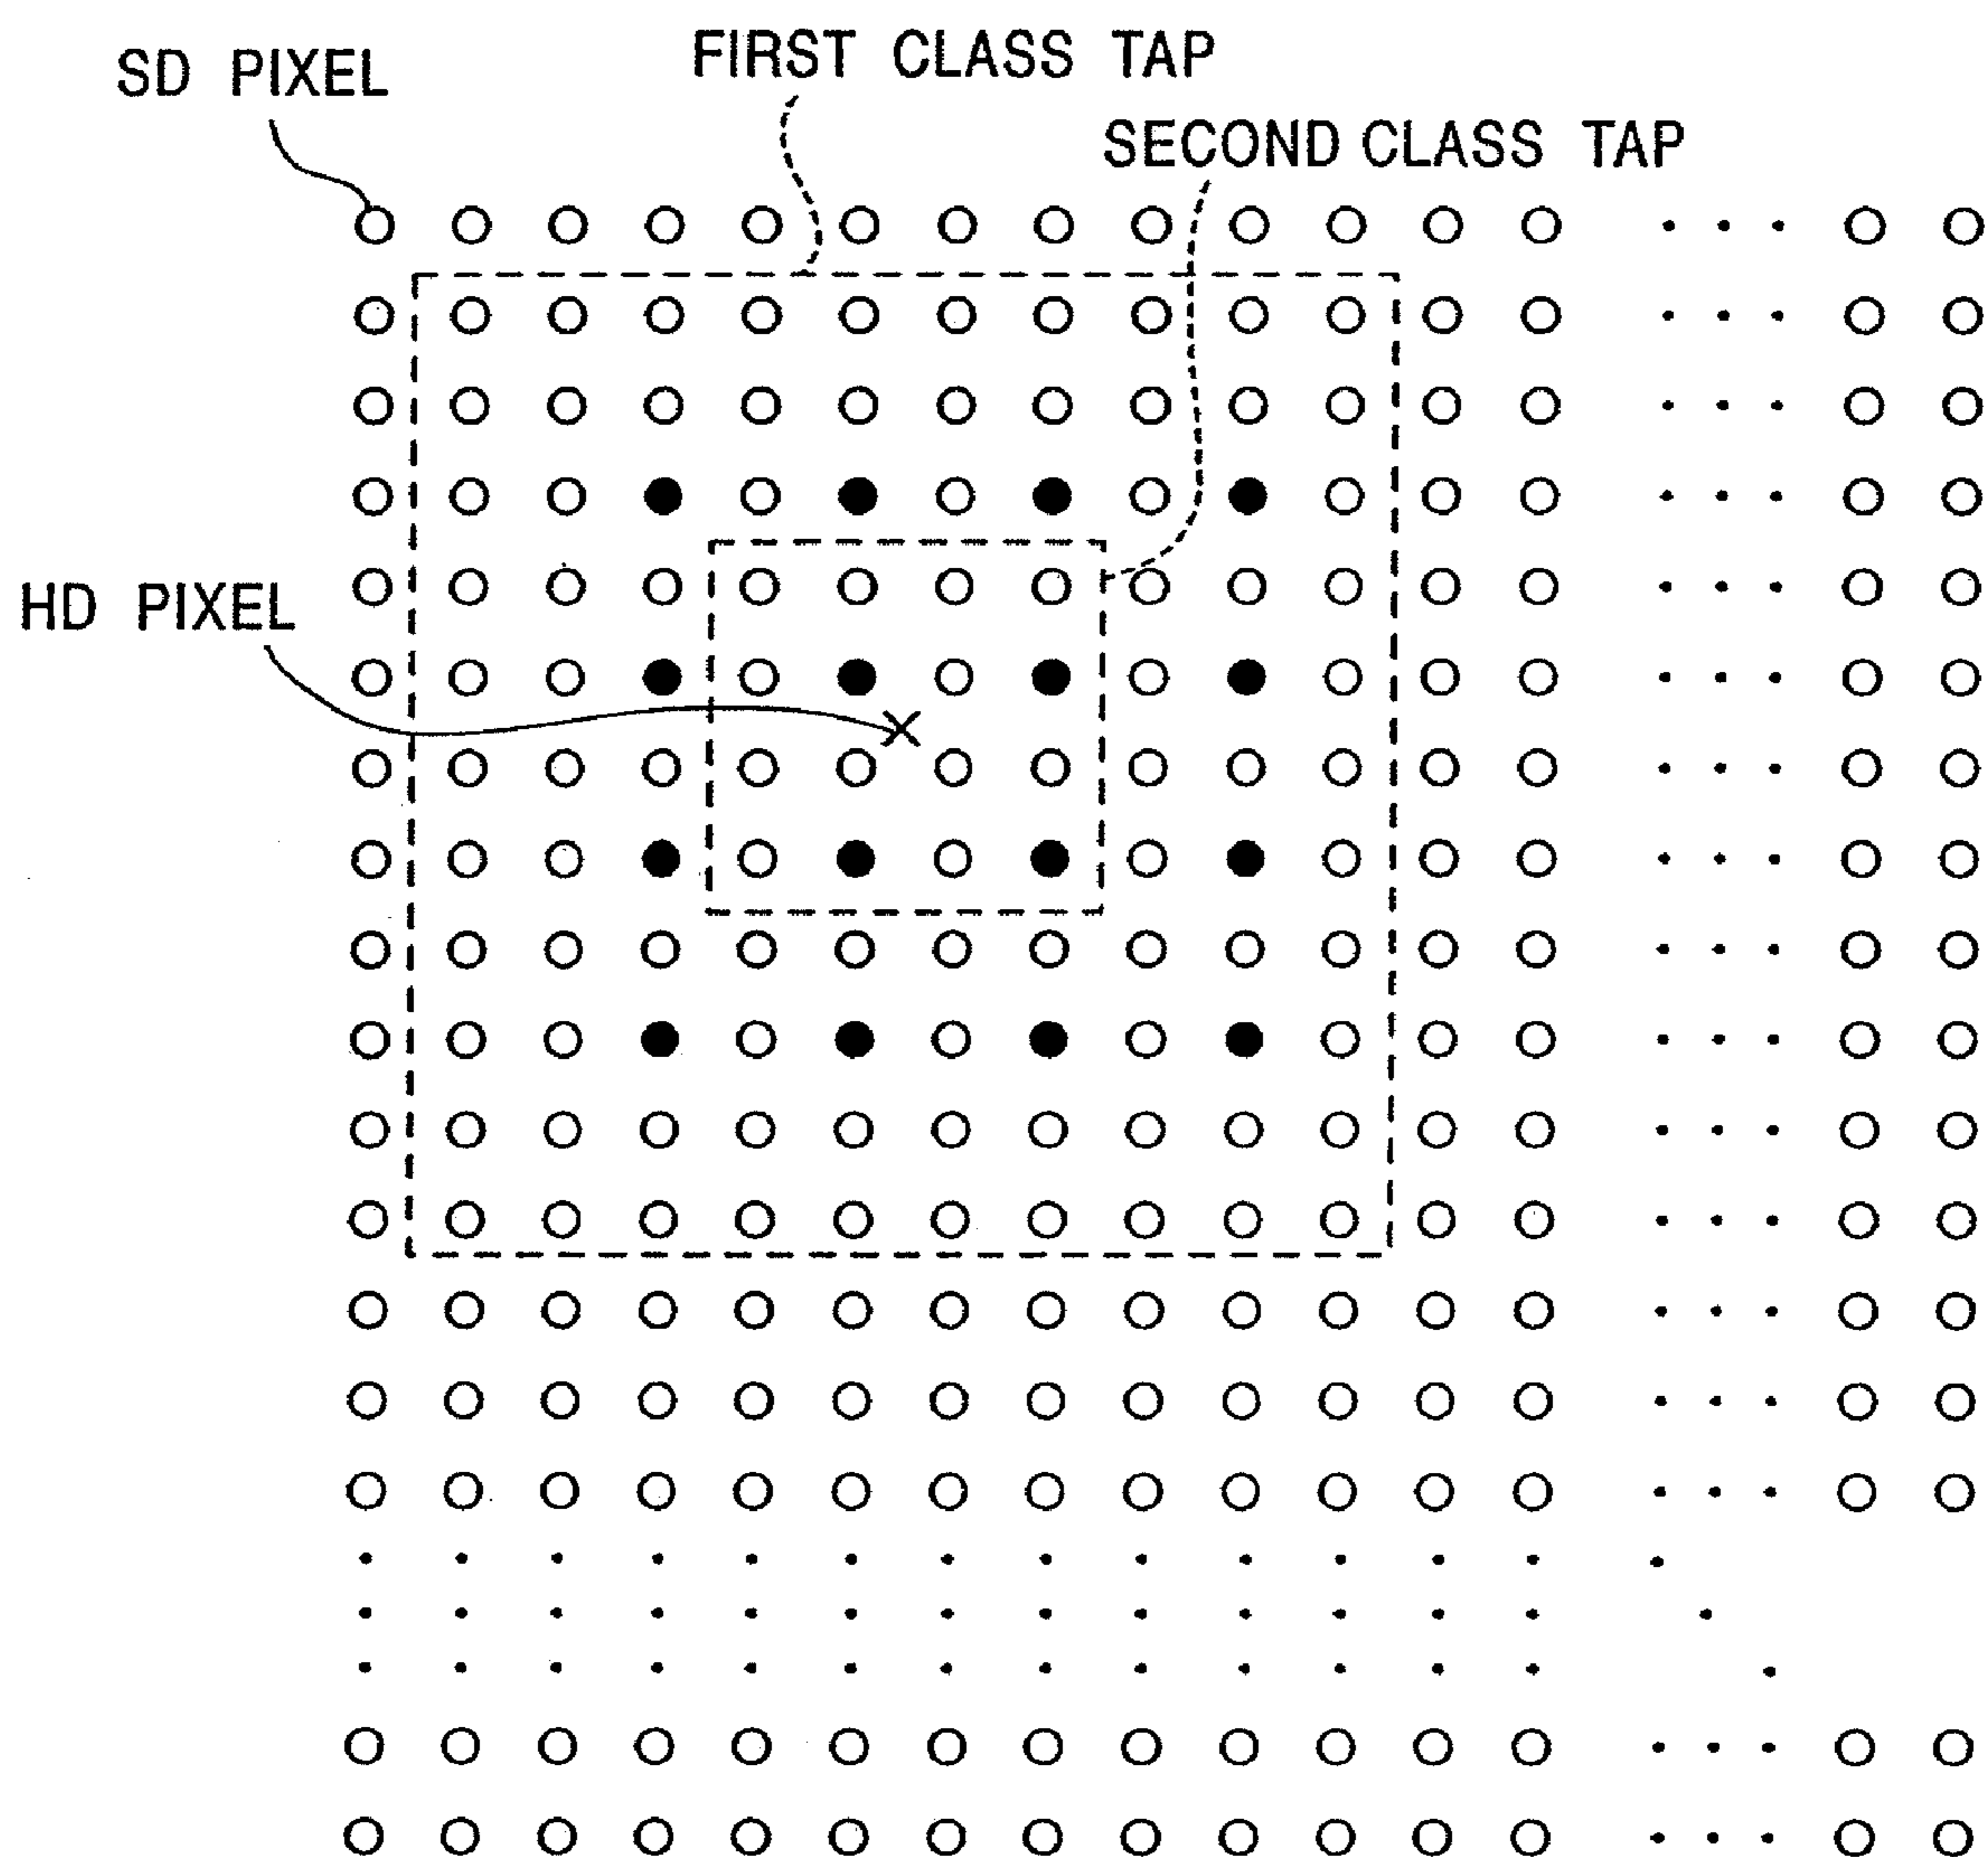 SD PIXEL
FIRST CLASS TAP
SECOND CLASS TAP
HD PIXEL